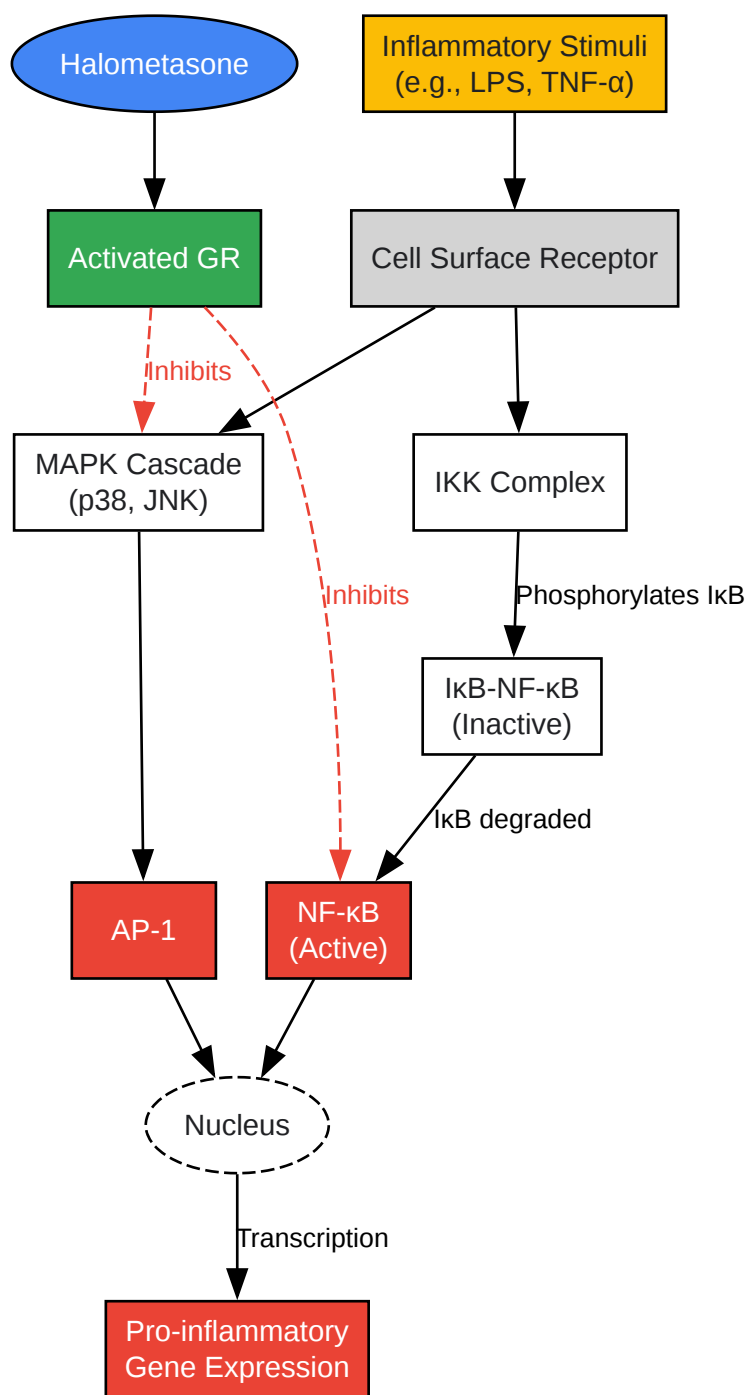 Halometasone
Inflammatory Stimuli
(e.g., LPS, TNF-α)
Activated GR
Cell Surface Receptor
Inhibits
MAPK Cascade
(p38, JNK)
IKK Complex
Inhibits
Phosphorylates IκB
IκB-NF-κB
(Inactive)
IκB degraded
AP-1
NF-κB
(Active)
Nucleus
Transcription
Pro-inflammatory
Gene Expression